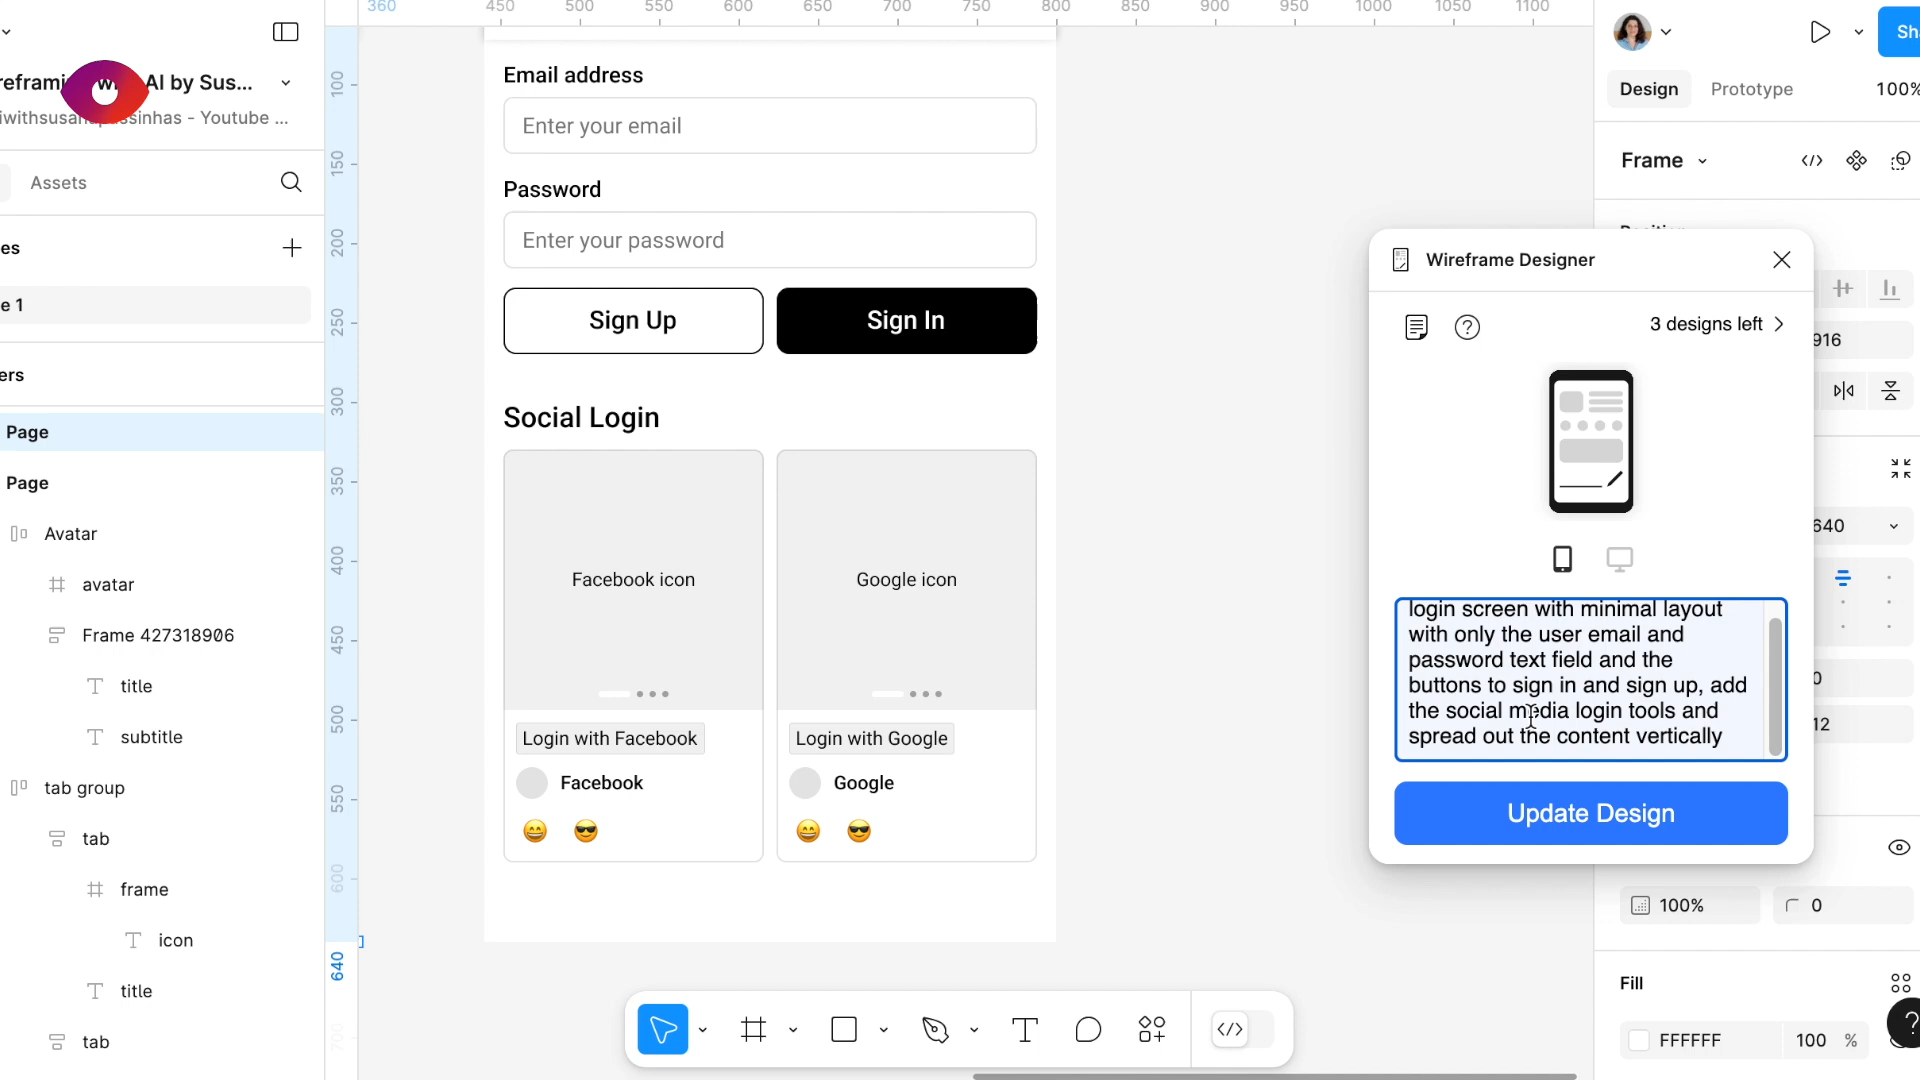 360
450 500 550 600 650 700 750 800 850 900 950 1000 1050 1100
AI by Sus...
Youtube ...
Assets
Page
Page
Avatar
avatar
Frame 427318906
title
subtitle
tab group
tab
frame
icon
title
tab
100
150
200
250
300
350
400
450
500
550
600
640
700
Email address
Enter your email
Password
Enter your password
Sign Up
Sign In
Social Login
Facebook icon
Google icon
Login with Facebook
Login with Google
Facebook
Google
Wireframe Designer
3 designs left
login screen with minimal layout
with only the user email and
password text field and the
buttons to sign in and sign up, add
the social media login tools and
spread out the content vertically
Update Design
Sh
Design
Prototype
100%
Frame
916
640
0
12
100%
0
Fill
FFFFFF
100 %
?